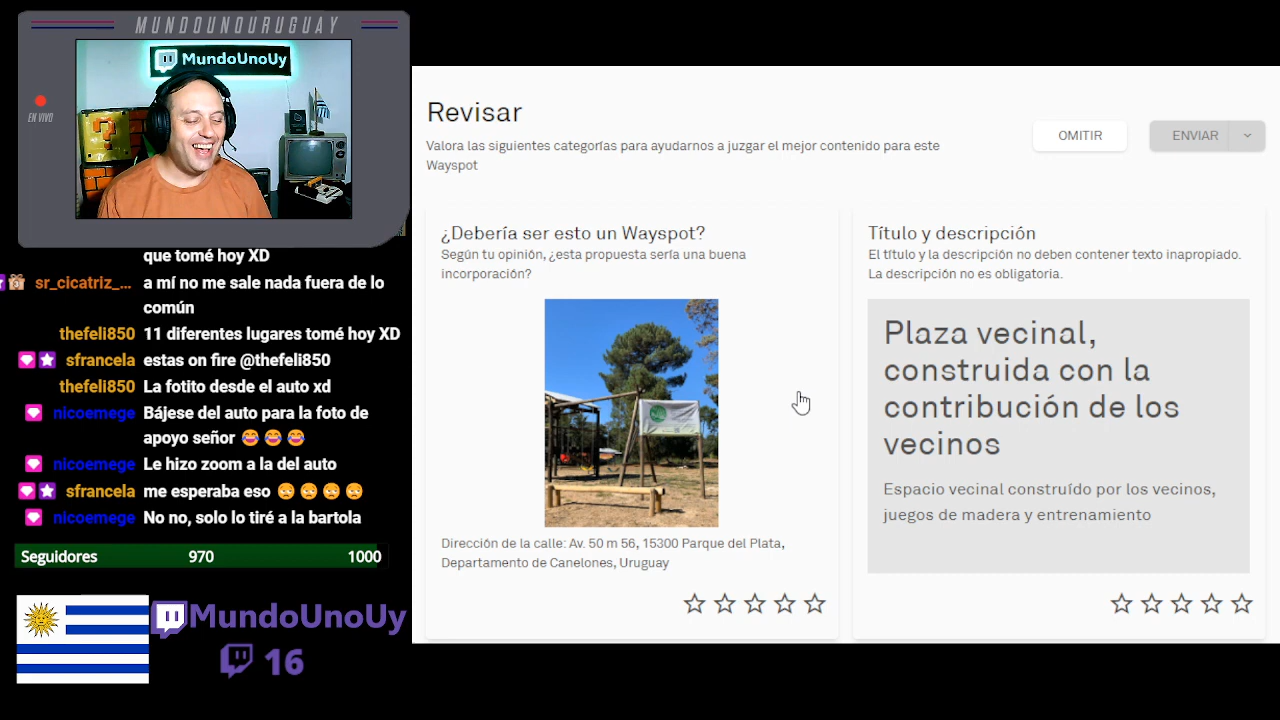 MUNDOUNOURUGUAY
MundoUnoUy
EN VIVO
que tomé hoy XD
sr_cicatriz_... a mí no me sale nada fuera de lo
común
thefeli850 11 diferentes lugares tomé hoy XD
sfrancela estas on fire @thefeli850
thefeli850 La fotito desde el auto xd
nicoemege Bájese del auto para la foto de
apoyo señor 😂 😂 😂
nicoemege Le hizo zoom a la del auto
sfrancela me esperaba eso 😳 😳 😳 😳
nicoemege No no, solo lo tiré a la bartola
Seguidores 970 1000
MundoUnoUy
16
Revisar
Valora las siguientes categorías para ayudarnos a juzgar el mejor contenido para este
Wayspot
OMITIR
ENVIAR
¿Debería ser esto un Wayspot?
Según tu opinión, ¿esta propuesta sería una buena
incorporación?
Dirección de la calle: Av. 50 m 56, 15300 Parque del Plata,
Departamento de Canelones, Uruguay
Título y descripción
El título y la descripción no deben contener texto inapropiado.
La descripción no es obligatoria.
Plaza vecinal,
construida con la
contribución de los
vecinos
Espacio vecinal construído por los vecinos,
juegos de madera y entrenamiento